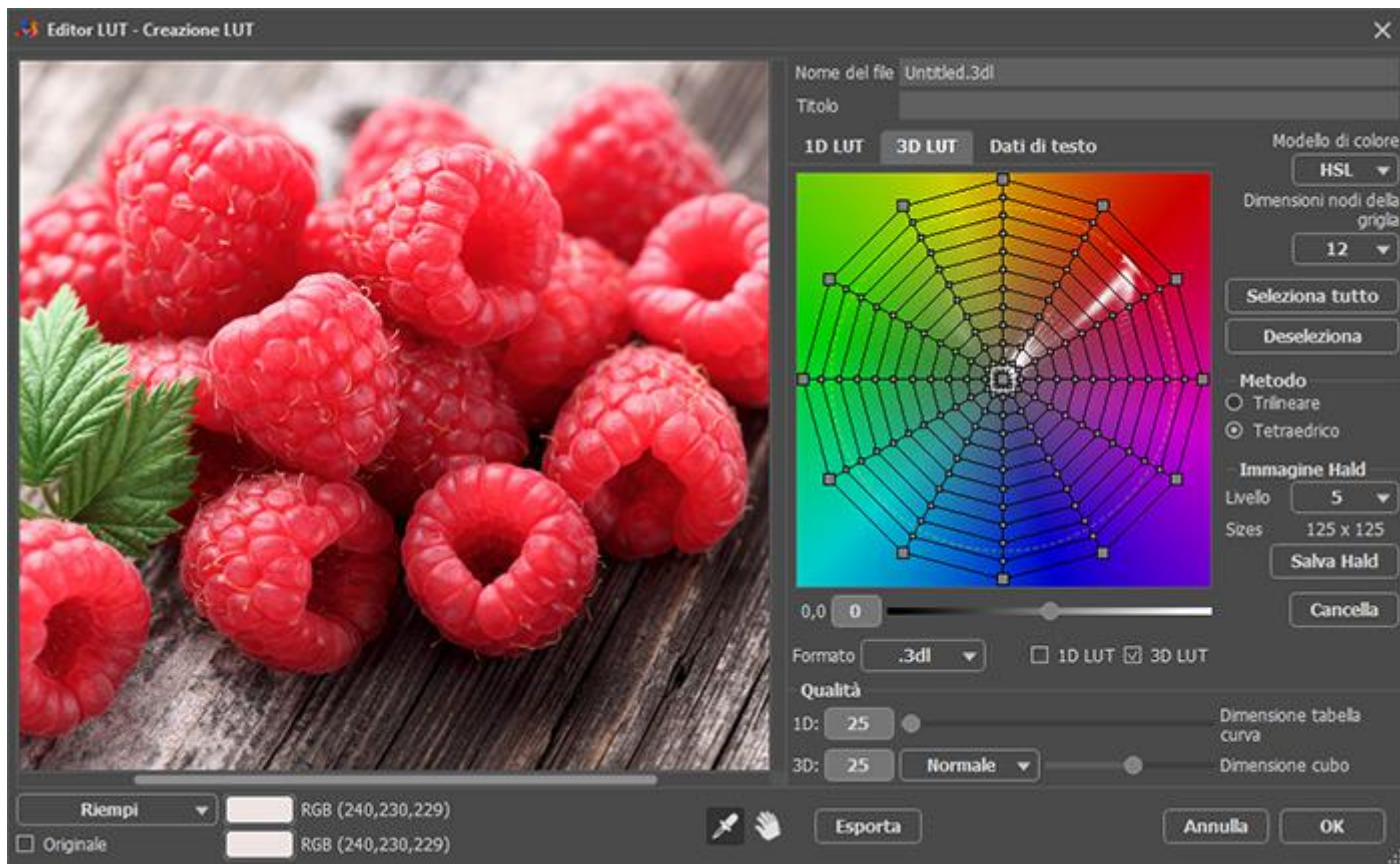 Editor LUT - Creazione LUT
Nome del file Untitled.3dl
Titolo
1D LUT 3D LUT Dati di testo
Modello di colore
HSL
Dimensioni nodi della
griglia
12
Seleziona tutto
Deseleziona
Metodo
Trilineare
Tetraedrico
Immagine Hald
Livello 5
Sizes 125 x 125
Salva Hald
0,0 0
Cancella
Formato .3dl 1D LUT 3D LUT
Qualità
1D: 25 Dimensione tabella
curva
3D: 25 Normale Dimensione cubo
Riempi RGB (240,230,229)
Originale RGB (240,230,229)
Esporta Annulla OK